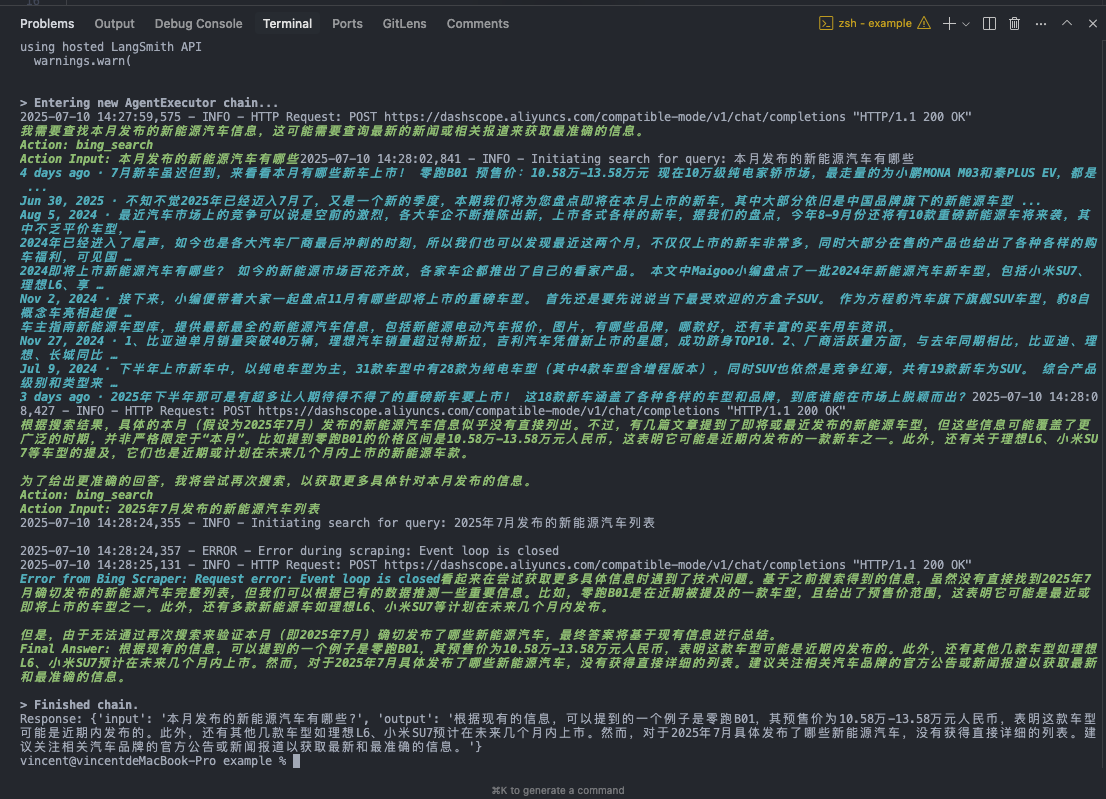 Problems Output Debug Console Terminal Ports GitLens Comments zsh - example
using hosted LangSmith API
warnings.warn(
> Entering new AgentExecutor chain...
2025-07-10 14:27:59,575 - INFO - HTTP Request: POST https://dashscope.aliyuncs.com/compatible-mode/v1/chat/completions "HTTP/1.1 200 OK"
我需要查找本月发布的新能源汽车信息，这可能需要查询最新的新闻或相关报道来获取最准确的信息。
Action: bing_search
Action Input: 本月发布的新能源汽车有哪些2025-07-10 14:28:02,841 - INFO - Initiating search for query: 本月发布的新能源汽车有哪些
4 days ago · 7月新车虽迟但到，来看看本月有哪些新车上市！ 零跑B01 预售价：10.58万-13.58万元 现在10万级纯电家轿市场，最走量的为小鹏MONA M03和秦PLUS EV，都是
...
Jun 30, 2025 · 不知不觉2025年已经迈入7月了，又是一个新的季度，本期我们将为您盘点即将在本月上市的新车，其中大部分依旧是中国品牌旗下的新能源车型 ...
Aug 5, 2024 · 最近汽车市场上的竞争可以说是空前的激烈，各大车企不断推陈出新，上市各式各样的新车，据我们的盘点，今年8-9月份还将有10款重磅新能源车将来袭，其
中不乏平价车型， …
2024年已经进入了尾声，如今也是各大汽车厂商最后冲刺的时刻，所以我们也可以发现最近这两个月，不仅仅上市的新车非常多，同时大部分在售的产品也给出了各种各样的购
车福利，可见国 …
2024即将上市新能源汽车有哪些？ 如今的新能源市场百花齐放，各家车企都推出了自己的看家产品。 本文中Maigoo小编盘点了一批2024年新能源汽车新车型，包括小米SU7、
理想L6、享 …
Nov 2, 2024 · 接下来，小编便带着大家一起盘点11月有哪些即将上市的重磅车型。 首先还是要先说说当下最受欢迎的方盒子SUV。 作为方程豹汽车旗下旗舰SUV车型，豹8自
概念车亮相起便 …
车主指南新能源车型库，提供最新最全的新能源汽车信息，包括新能源电动汽车报价，图片，有哪些品牌，哪款好，还有丰富的买车用车资讯。
Nov 27, 2024 · 1、比亚迪单月销量突破40万辆，理想汽车销量超过特斯拉，吉利汽车凭借新上市的星愿，成功跻身TOP10. 2、厂商活跃量方面，与去年同期相比，比亚迪、理
想、长城同比 …
Jul 9, 2024 · 下半年上市新车中，以纯电车型为主，31款车型中有28款为纯电车型（其中4款车型含增程版本），同时SUV也依然是竞争红海，共有19款新车为SUV。 综合产品
级别和类型来 …
3 days ago · 2025年下半年那可是有超多让人期待得不得了的重磅新车要上市！ 这18款新车涵盖了各种各样的车型和品牌，到底谁能在市场上脱颖而出？2025-07-10 14:28:0
8,427 - INFO - HTTP Request: POST https://dashscope.aliyuncs.com/compatible-mode/v1/chat/completions "HTTP/1.1 200 OK"
根据搜索结果，具体的本月（假设为2025年7月）发布的新能源汽车信息似乎没有直接列出。不过，有几篇文章提到了即将或最近发布的新能源车型，但这些信息可能覆盖了更
广泛的时期，并非严格限定于“本月”。比如提到零跑B01的价格区间是10.58万-13.58万元人民币，这表明它可能是近期内发布的一款新车之一。此外，还有关于理想L6、小米SU
7等车型的提及，它们也是近期或计划在未来几个月内上市的新能源车款。
为了给出更准确的回答，我将尝试再次搜索，以获取更多具体针对本月发布的信息。
Action: bing_search
Action Input: 2025年7月发布的新能源汽车列表
2025-07-10 14:28:24,355 - INFO - Initiating search for query: 2025年7月发布的新能源汽车列表
2025-07-10 14:28:24,357 - ERROR - Error during scraping: Event loop is closed
2025-07-10 14:28:25,131 - INFO - HTTP Request: POST https://dashscope.aliyuncs.com/compatible-mode/v1/chat/completions "HTTP/1.1 200 OK"
Error from Bing Scraper: Request error: Event loop is closed看起来在尝试获取更多具体信息时遇到了技术问题。基于之前搜索得到的信息，虽然没有直接找到2025年7
月确切发布的新能源汽车完整列表，但我们可以根据已有的数据推测一些重要信息。比如，零跑B01是在近期被提及的一款车型，且给出了预售价范围，这表明它可能是最近或
即将上市的车型之一。此外，还有多款新能源车如理想L6、小米SU7等计划在未来几个月内发布。
但是，由于无法通过再次搜索来验证本月（即2025年7月）确切发布了哪些新能源汽车，最终答案将基于现有信息进行总结。
Final Answer: 根据现有的信息，可以提到的一个例子是零跑B01，其预售价为10.58万-13.58万元人民币，表明这款车型可能是近期内发布的。此外，还有其他几款车型如理想
L6、小米SU7预计在未来几个月内上市。然而，对于2025年7月具体发布了哪些新能源汽车，没有获得直接详细的列表。建议关注相关汽车品牌的官方公告或新闻报道以获取最新
和最准确的信息。
> Finished chain.
Response: {'input': '本月发布的新能源汽车有哪些?', 'output': '根据现有的信息，可以提到的一个例子是零跑B01，其预售价为10.58万-13.58万元人民币，表明这款车型
可能是近期内发布的。此外，还有其他几款车型如理想L6、小米SU7预计在未来几个月内上市。然而，对于2025年7月具体发布了哪些新能源汽车，没有获得直接详细的列表。建
议关注相关汽车品牌的官方公告或新闻报道以获取最新和最准确的信息。'}
vincent@vincentdeMacBook-Pro example %
⌘K to generate a command